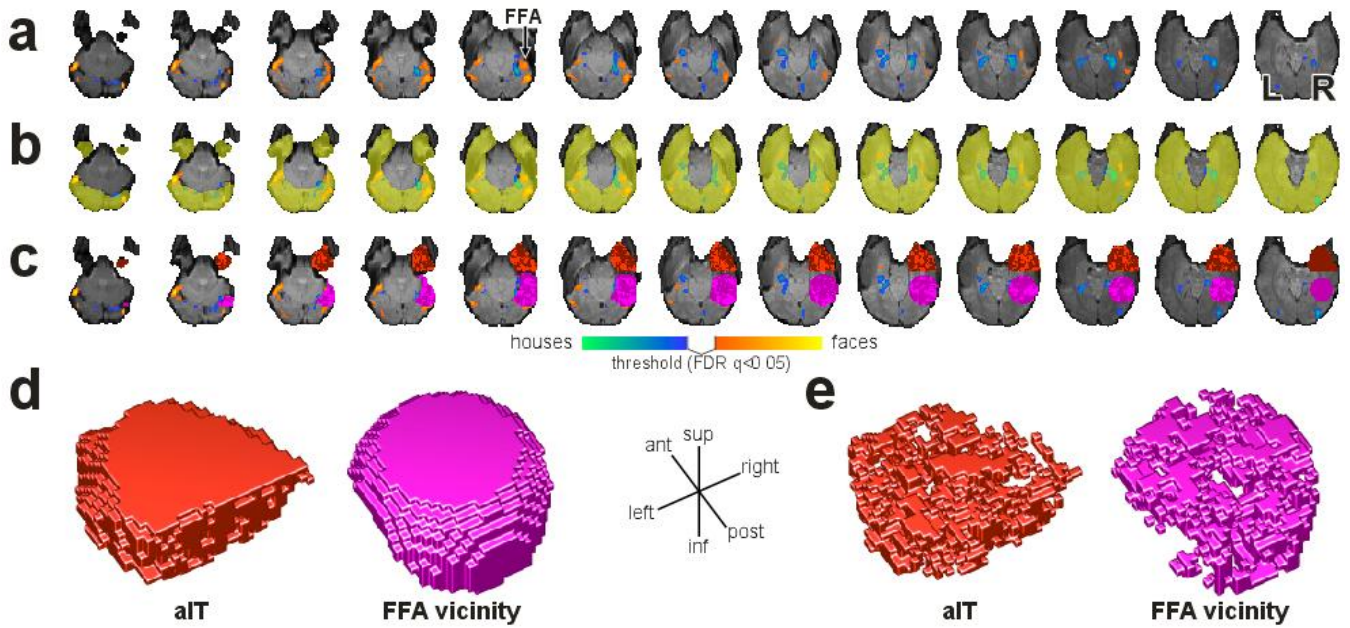 a
FFA
L R
b
c
houses faces
threshold (FDR q<0 05)
d
e
sup
ant
right
left
post
inf
aIT
FFA vicinity
aIT
FFA vicinity